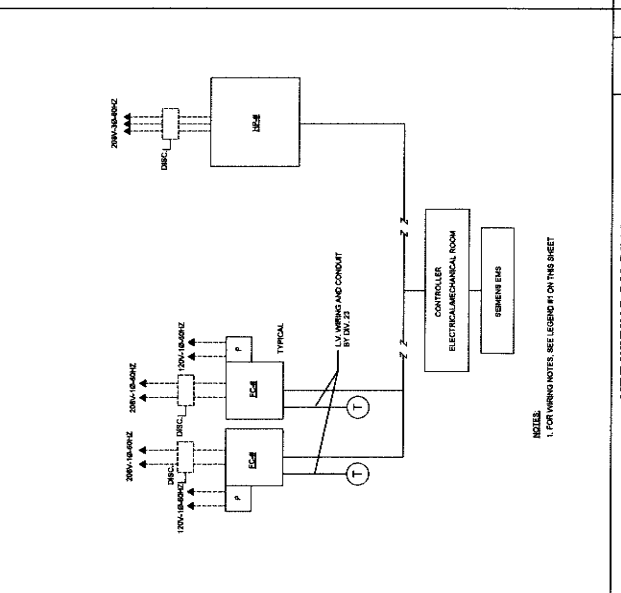 208V-3Ø-60HZ
DISC.
HP-#
120V-1Ø-60HZ
208V-1Ø-60HZ
DISC.
P
FC-#
TYPICAL
208V-1Ø-60HZ
DISC.
120V-1Ø-60HZ
P
FC-#
T
T
L.V. WIRING AND CONDUIT
BY DIV. 23
CONTROLLER
ELECTRICAL/MECHANICAL ROOM
SEIMENS EMS
NOTES:
1. FOR WIRING NOTES, SEE LEGEND #1 ON THIS SHEET